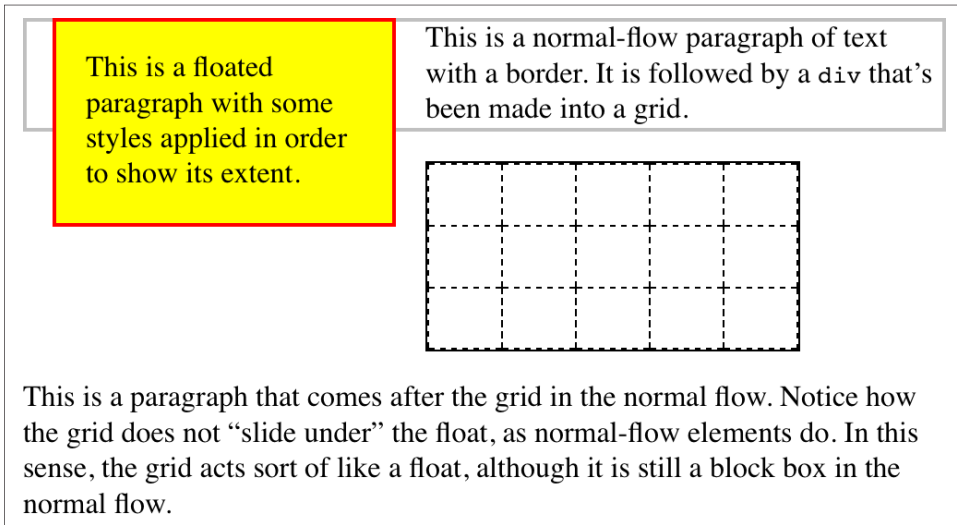 This is a floated
paragraph with some
styles applied in order
to show its extent.
This is a normal-flow paragraph of text
with a border. It is followed by a div that’s
been made into a grid.
This is a paragraph that comes after the grid in the normal flow. Notice how
the grid does not “slide under” the float, as normal-flow elements do. In this
sense, the grid acts sort of like a float, although it is still a block box in the
normal flow.